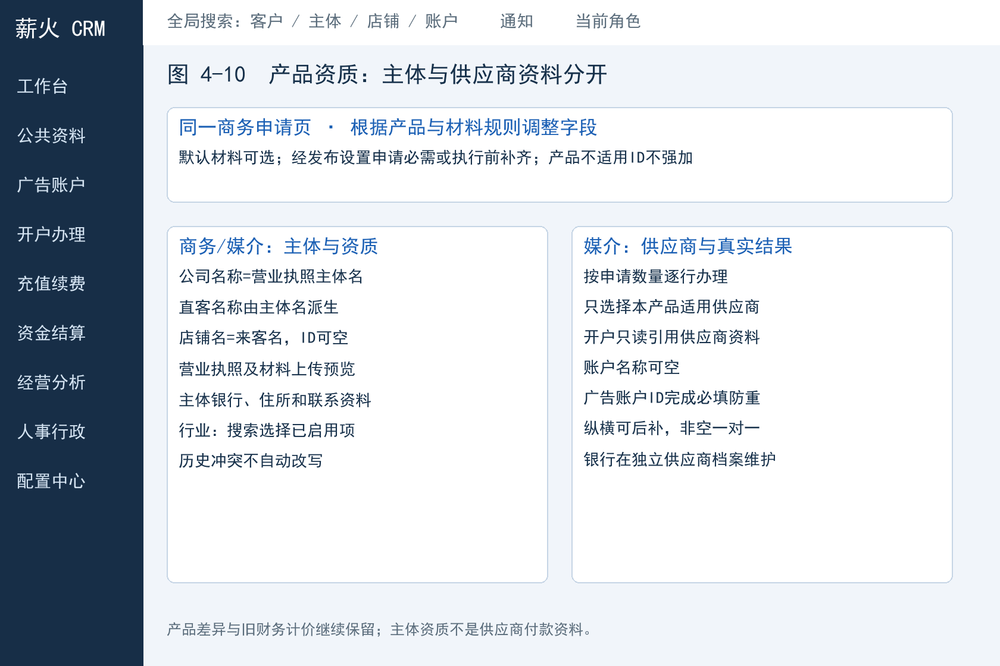 薪火 CRM
全局搜索：客户 / 主体 / 店铺 / 账户 通知 当前角色
工作台
公共资料
广告账户
开户办理
充值续费
资金结算
经营分析
人事行政
配置中心
图 4-10 产品资质：主体与供应商资料分开
同一商务申请页 · 根据产品与材料规则调整字段
默认材料可选；经发布设置申请必需或执行前补齐；产品不适用ID不强加
商务/媒介：主体与资质
公司名称=营业执照主体名
直客名称由主体名派生
店铺名=来客名，ID可空
营业执照及材料上传预览
主体银行、住所和联系资料
行业：搜索选择已启用项
历史冲突不自动改写
媒介：供应商与真实结果
按申请数量逐行办理
只选择本产品适用供应商
开户只读引用供应商资料
账户名称可空
广告账户ID完成必填防重
纵横可后补，非空一对一
银行在独立供应商档案维护
产品差异与旧财务计价继续保留；主体资质不是供应商付款资料。